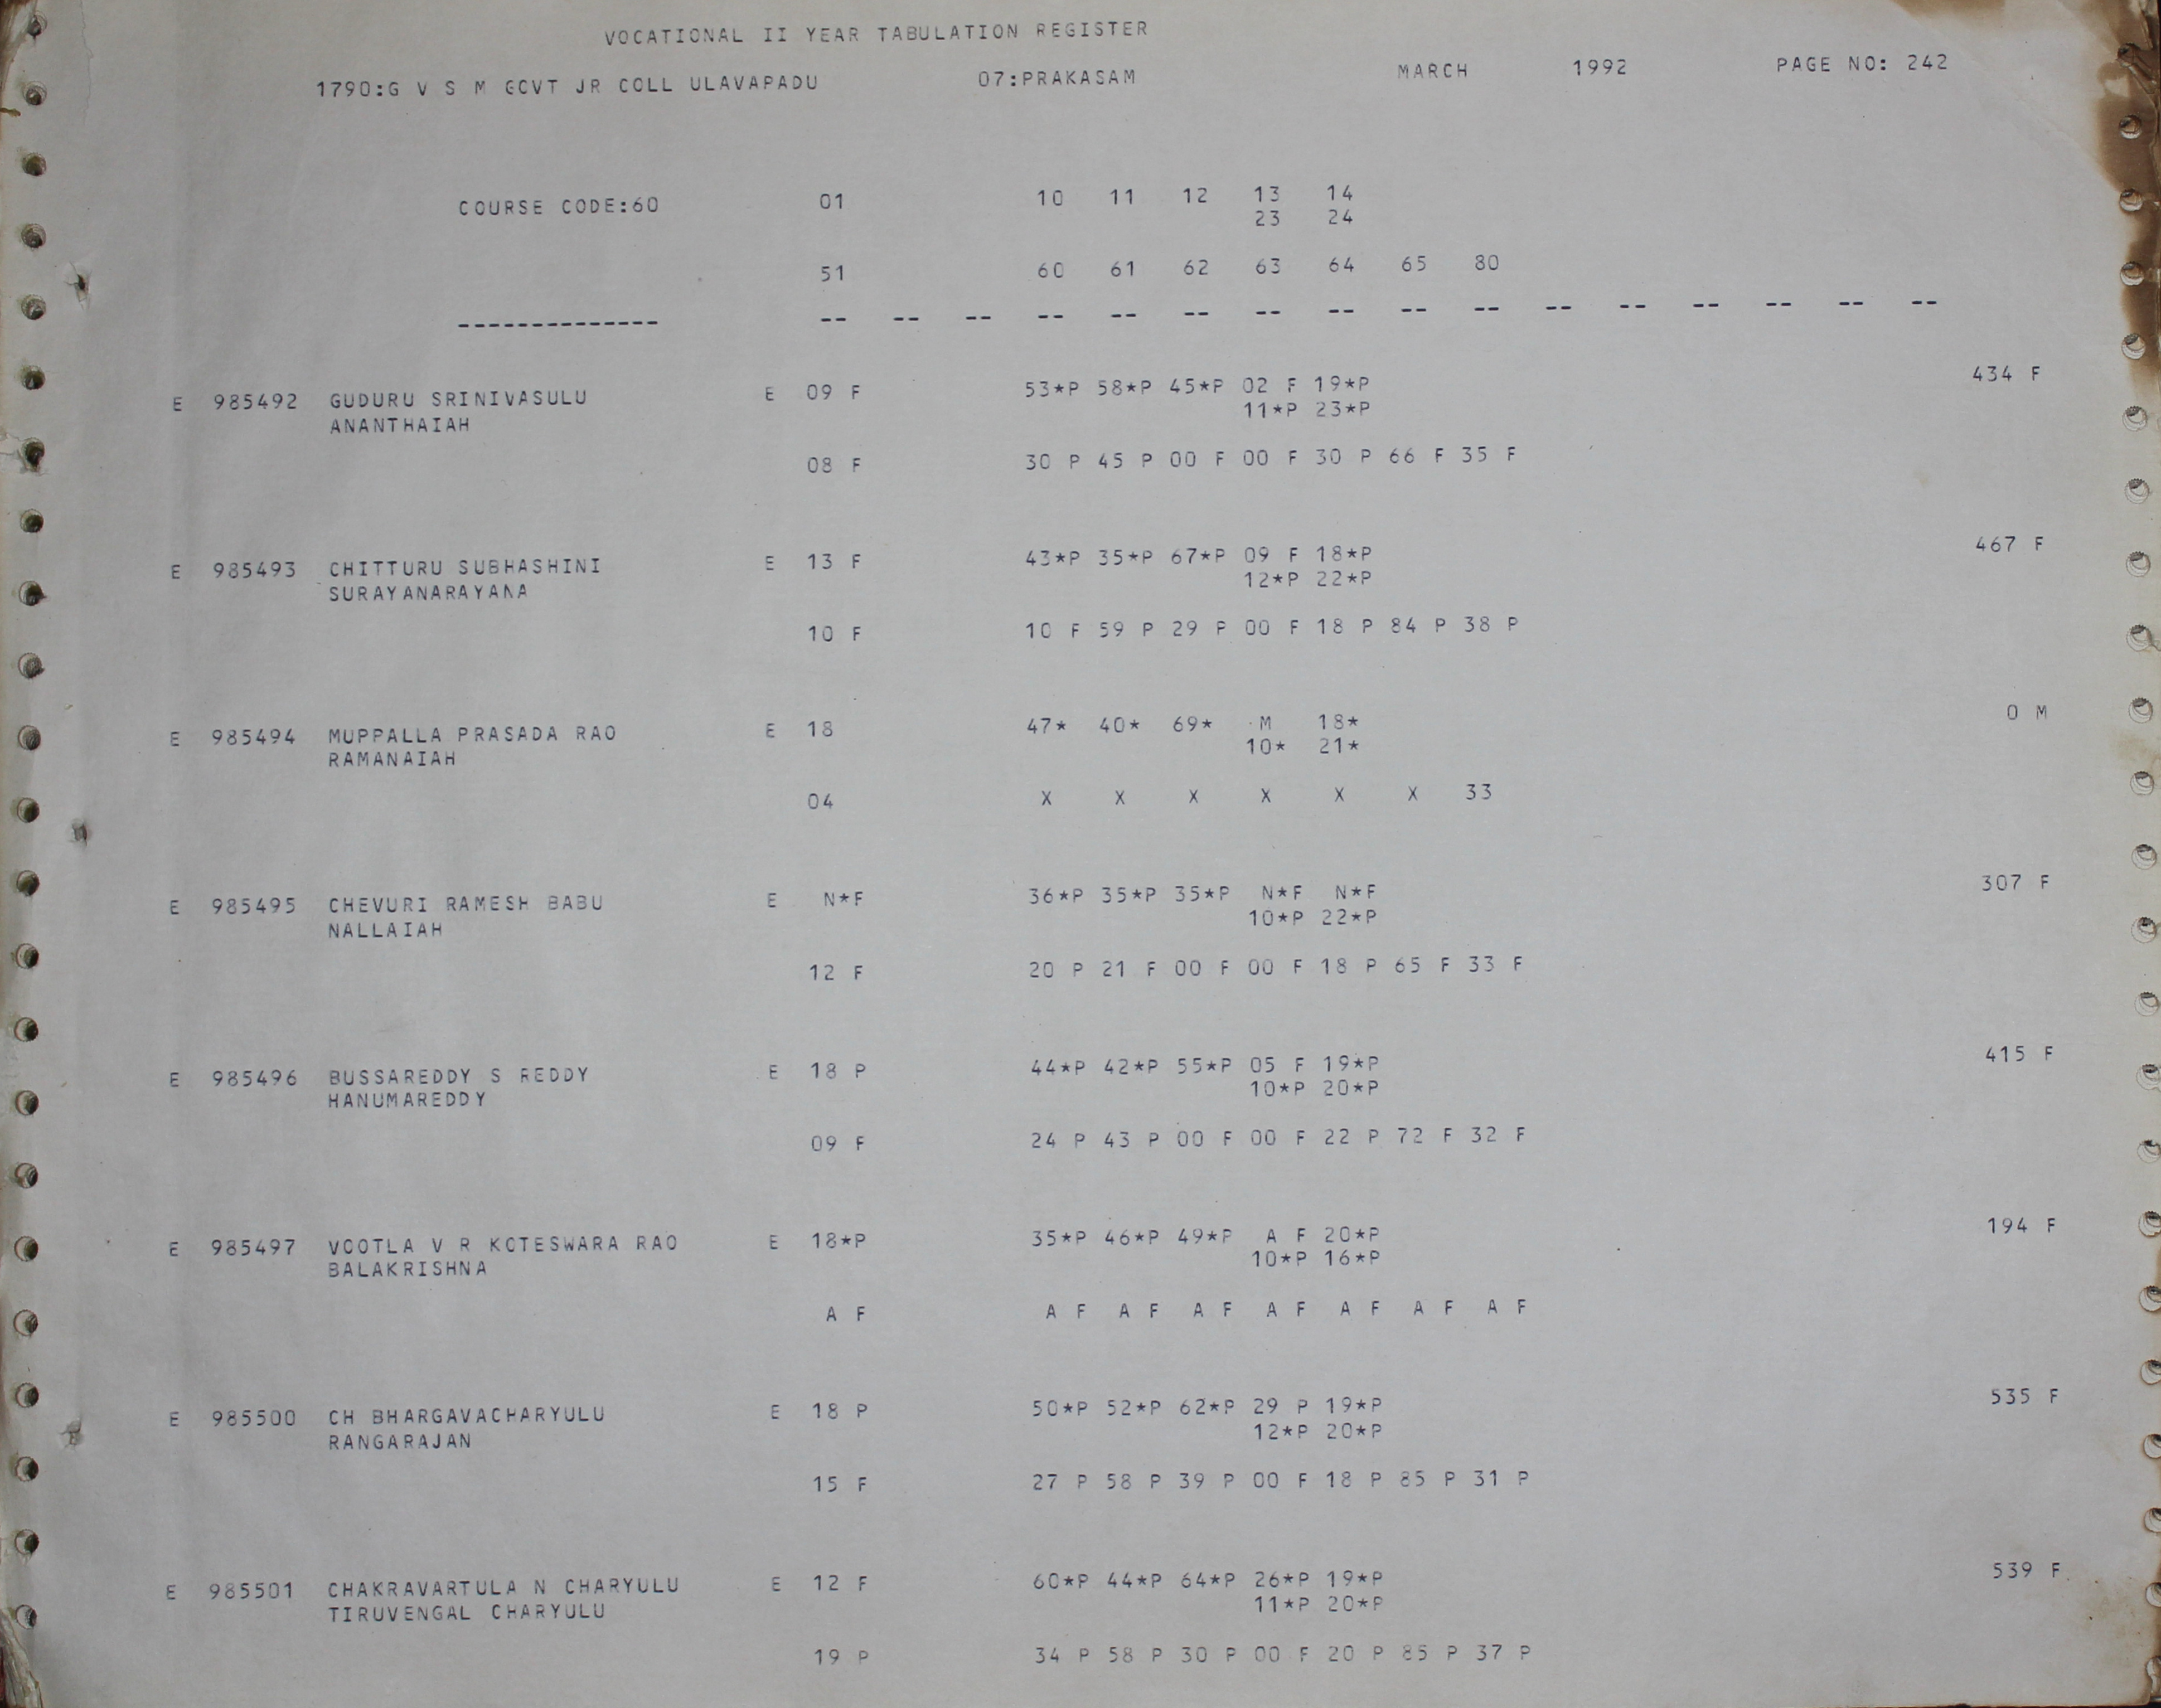 VOCATIONAL II YEAR TABULATION REGISTER
1790:G V S M GOVT JR COLL ULAVAPADU 07:PRAKASAM MARCH 1992 PAGE NO: 242
COURSE CODE:60 01 10 11 12 13 14
23 24
51 60 61 62 63 64 65 80
-------------- -- -- -- -- -- -- -- -- -- -- -- -- -- -- -- --
E 985492 GUDURU SRINIVASULU E 09 F 53*P 58*P 45*P 02 F 19*P 434 F
ANANTHAIAH 11*P 23*P
08 F 30 P 45 P 00 F 00 F 30 P 66 F 35 F
E 985493 CHITTURU SUBHASHINI E 13 F 43*P 35*P 67*P 09 F 18*P 467 F
SURAYANARAYANA 12*P 22*P
10 F 10 F 59 P 29 P 00 F 18 P 84 P 38 P
E 985494 MUPPALLA PRASADA RAO E 18 47* 40* 69* M 18* 0 M
RAMANAIAH 10* 21*
04 X X X X X X 33
E 985495 CHEVURI RAMESH BABU E N*F 36*P 35*P 35*P N*F N*F 307 F
NALLAIAH 10*P 22*P
12 F 20 P 21 F 00 F 00 F 18 P 65 F 33 F
E 985496 BUSSAREDDY S REDDY E 18 P 44*P 42*P 55*P 05 F 19*P 415 F
HANUMAREDDY 10*P 20*P
09 F 24 P 43 P 00 F 00 F 22 P 72 F 32 F
E 985497 VOOTLA V R KOTESWARA RAO E 18*P 35*P 46*P 49*P A F 20*P 194 F
BALAKRISHNA 10*P 16*P
A F A F A F A F A F A F A F A F
E 985500 CH BHARGAVACHARYULU E 18 P 50*P 52*P 62*P 29 P 19*P 535 F
RANGARAJAN 12*P 20*P
15 F 27 P 58 P 39 P 00 F 18 P 85 P 31 P
E 985501 CHAKRAVARTULA N CHARYULU E 12 F 60*P 44*P 64*P 26*P 19*P 539 F
TIRUVENGAL CHARYULU 11*P 20*P
19 P 34 P 58 P 30 P 00 F 20 P 85 P 37 P